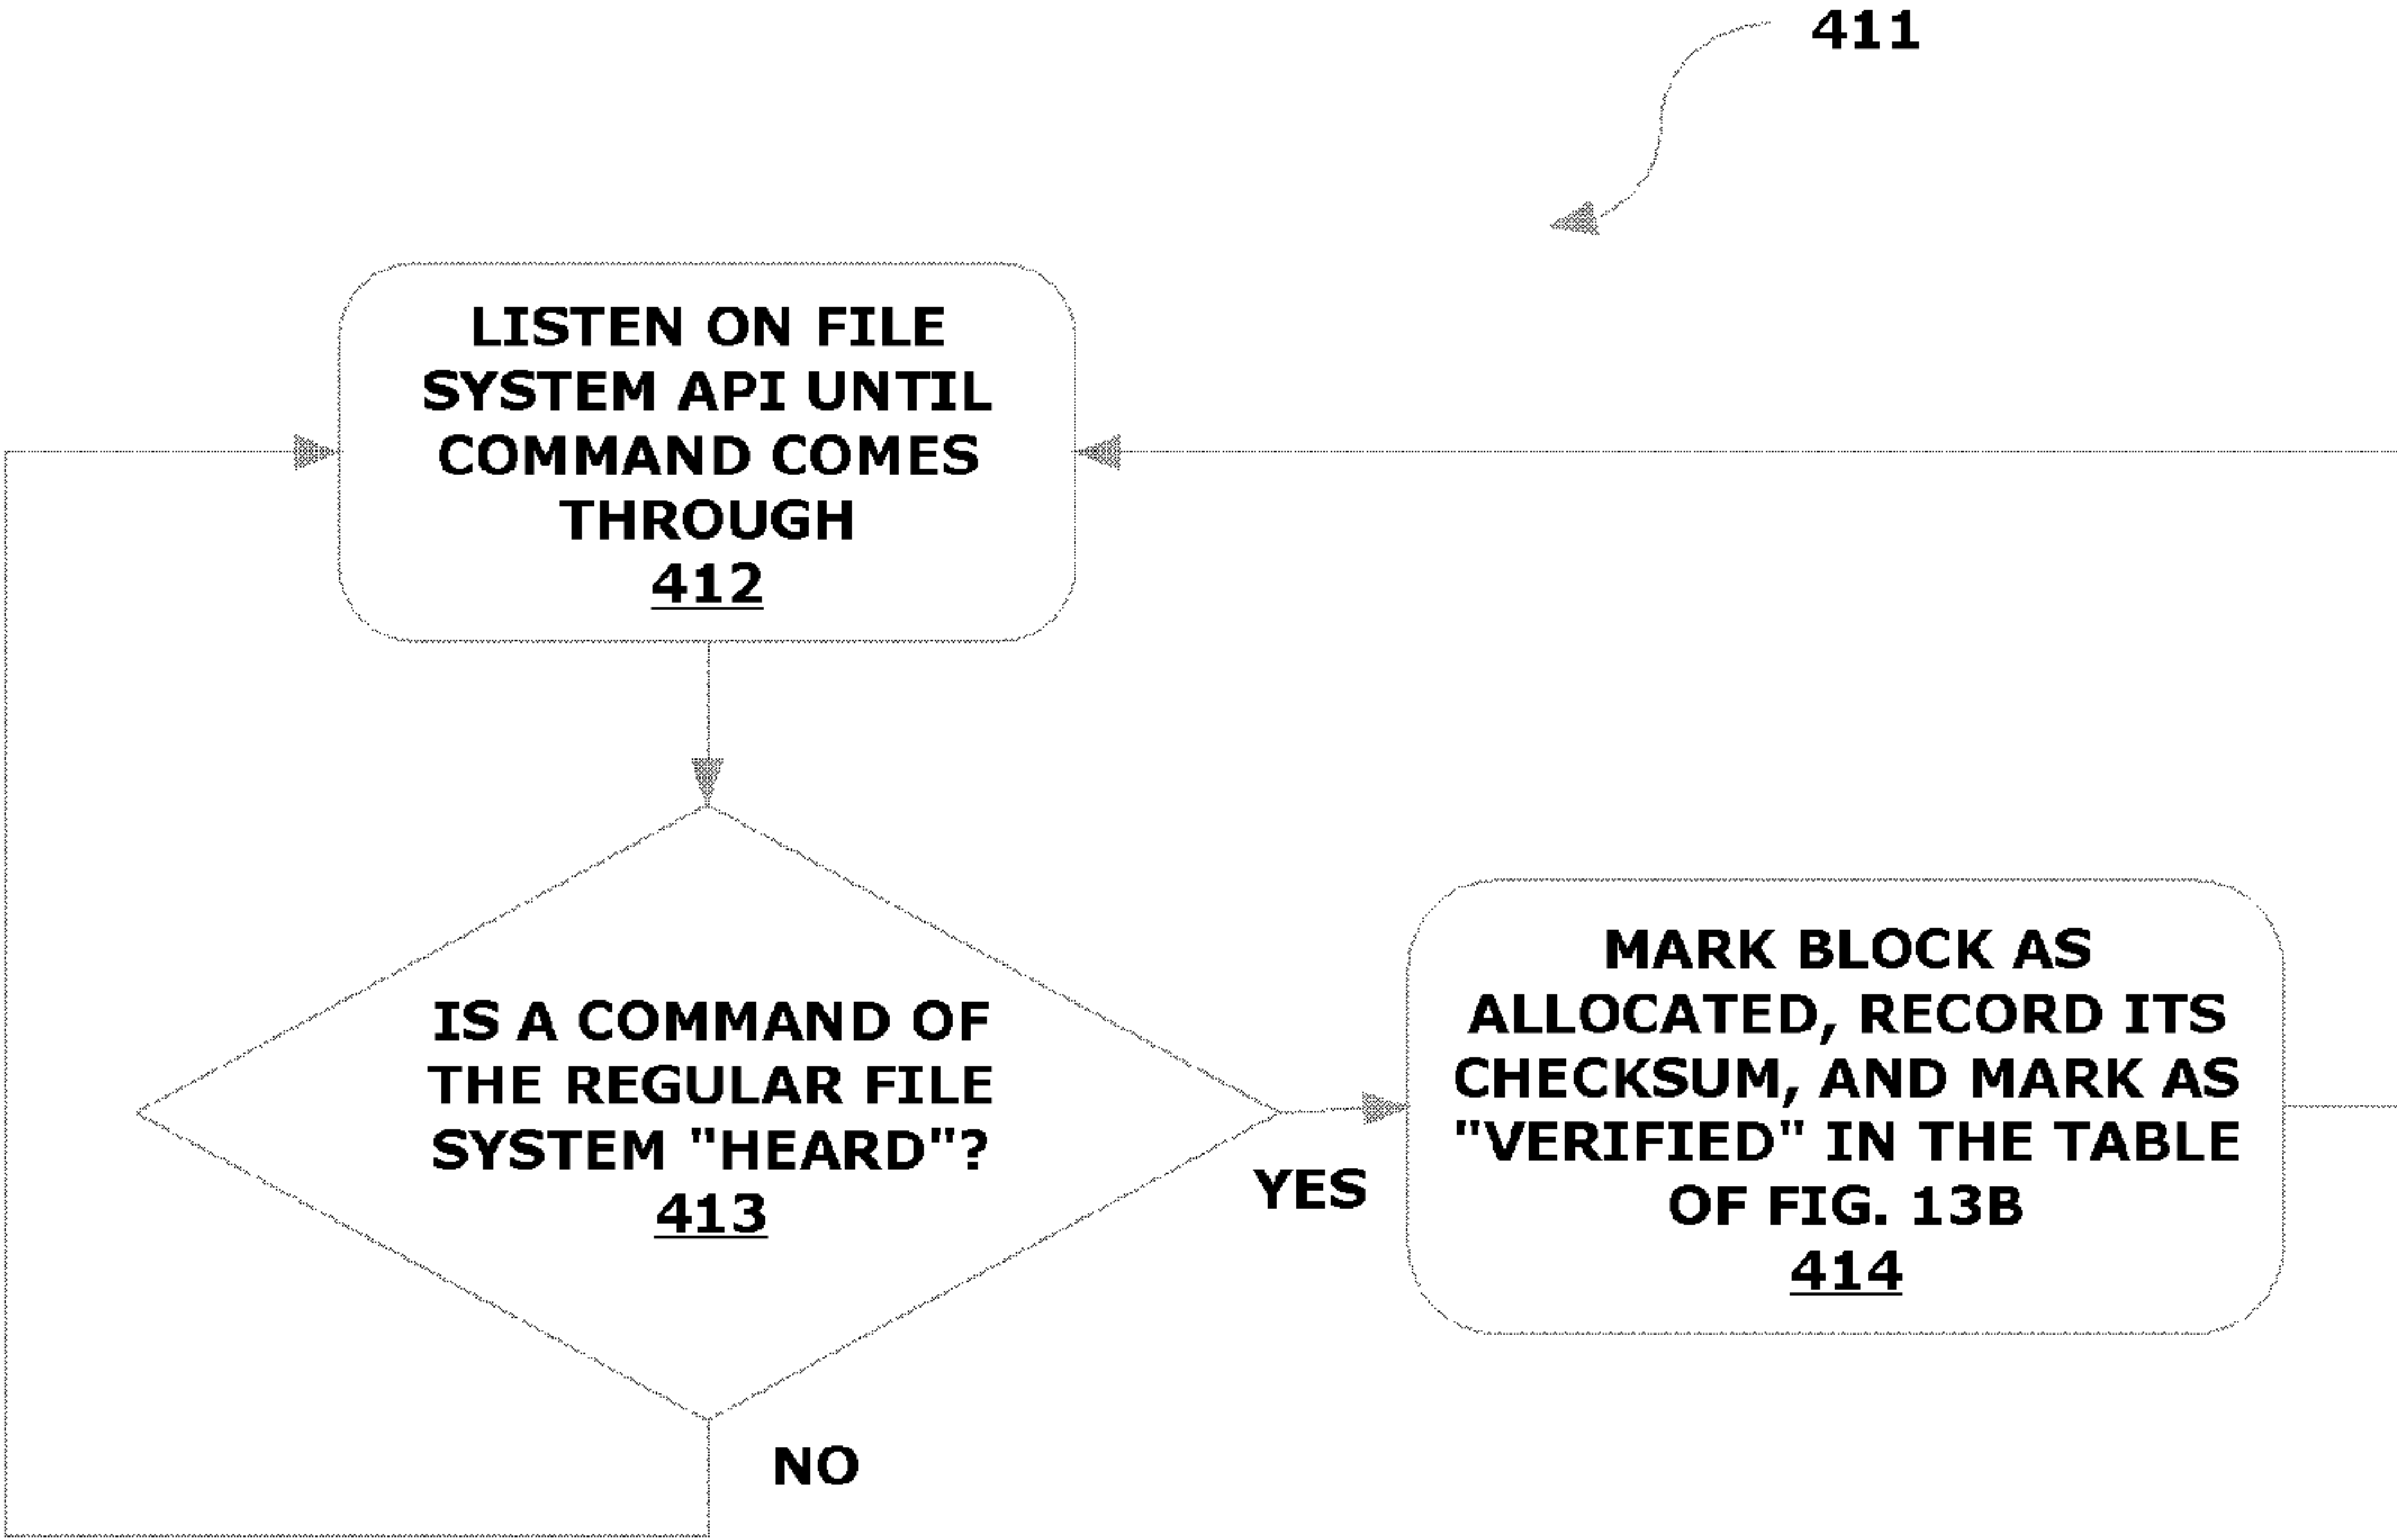 411
LISTEN ON FILE
SYSTEM API UNTIL
COMMAND COMES
THROUGH
412
IS A COMMAND OF
THE REGULAR FILE
SYSTEM "HEARD"?
413
YES
NO
MARK BLOCK AS
ALLOCATED, RECORD ITS
CHECKSUM, AND MARK AS
"VERIFIED" IN THE TABLE
OF FIG. 13B
414